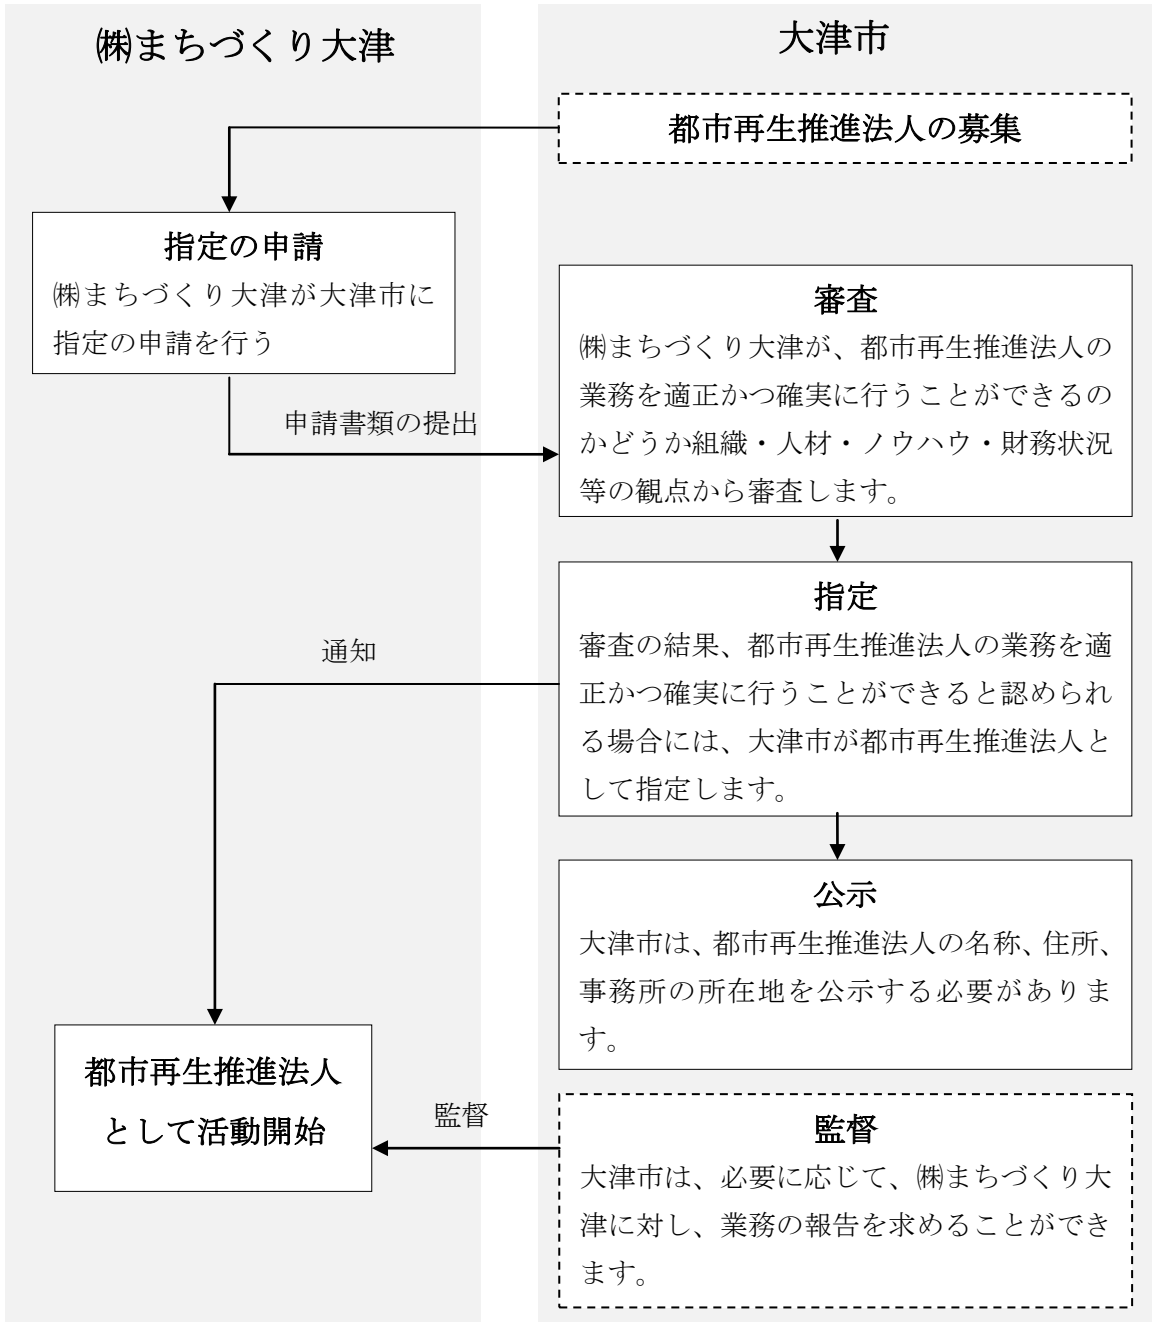 ㈱まちづくり大津
大津市
都市再生推進法人の募集
指定の申請
㈱まちづくり大津が大津市に
指定の申請を行う
申請書類の提出
審査
㈱まちづくり大津が、都市再生推進法人の
業務を適正かつ確実に行うことができるの
かどうか組織・人材・ノウハウ・財務状況
等の観点から審査します。
指定
審査の結果、都市再生推進法人の業務を適
正かつ確実に行うことができると認められ
る場合には、大津市が都市再生推進法人と
して指定します。
通知
公示
大津市は、都市再生推進法人の名称、住所、
事務所の所在地を公示する必要がありま
す。
都市再生推進法人
として活動開始
監督
監督
大津市は、必要に応じて、㈱まちづくり大
津に対し、業務の報告を求めることができ
ます。